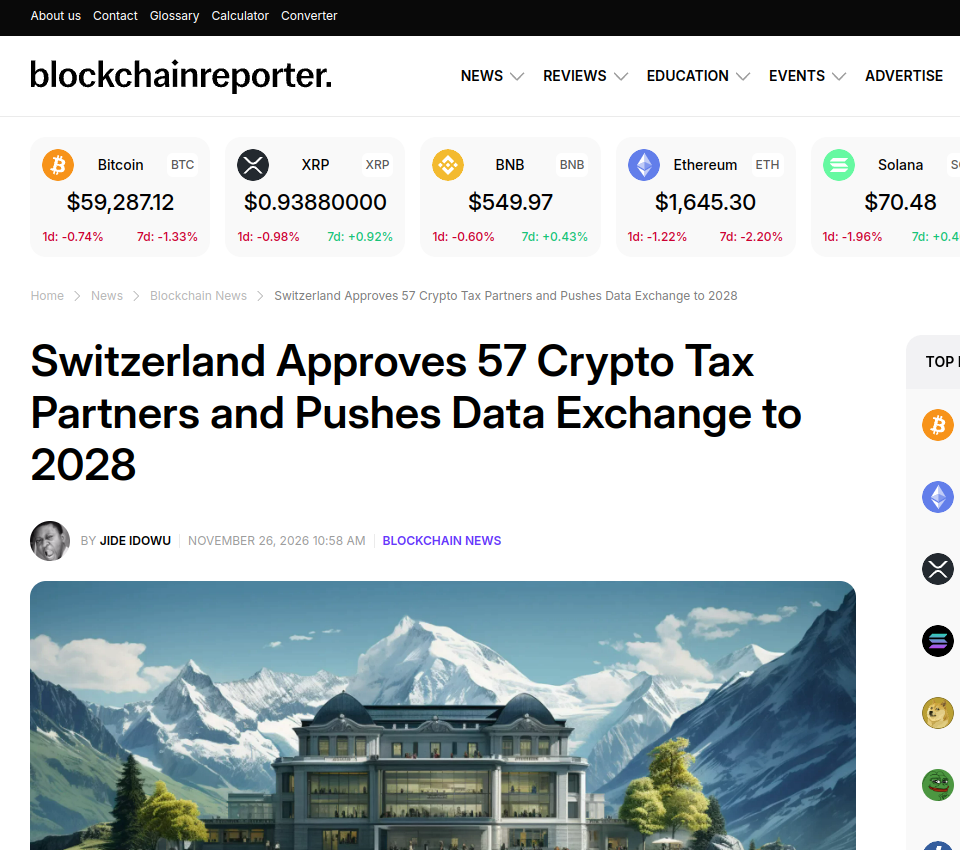 About us Contact Glossary Calculator Converter
blockchainreporter.
NEWS REVIEWS EDUCATION EVENTS ADVERTISE
Bitcoin BTC
$59,287.12
1d: -0.74% 7d: -1.33%
XRP XRP
$0.93880000
1d: -0.98% 7d: +0.92%
BNB BNB
$549.97
1d: -0.60% 7d: +0.43%
Ethereum ETH
$1,645.30
1d: -1.22% 7d: -2.20%
Solana
$70.48
1d: -1.96% 7d: +0.4
Home News Blockchain News Switzerland Approves 57 Crypto Tax Partners and Pushes Data Exchange to 2028
Switzerland Approves 57 Crypto Tax
Partners and Pushes Data Exchange to
2028
TOP
BY JIDE IDOWU NOVEMBER 26, 2026 10:58 AM BLOCKCHAIN NEWS